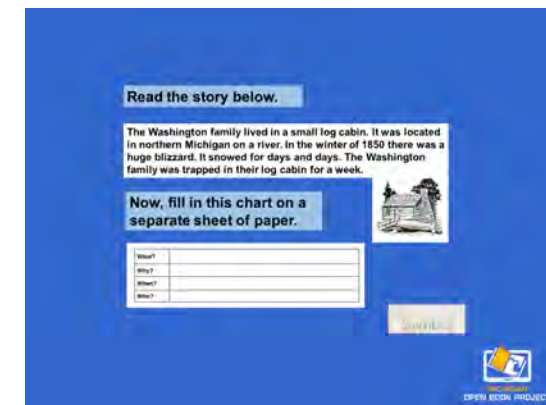 Read the story below.
The Washington family lived in a small log cabin. It was located
in northern Michigan on a river. In the winter of 1850 there was a
huge blizzard. It snowed for days and days. The Washington
family was trapped in their log cabin for a week.
Now, fill in this chart on a
separate sheet of paper.
What?
Why?
When?
Who?
MICHIGAN
OPEN BOOK PROJEC